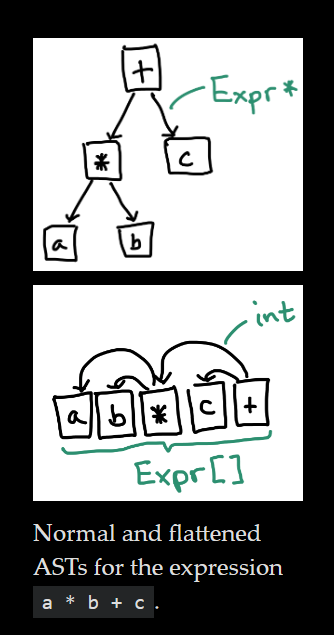 +
Expr *
*
c
a
b
int
a b * c +
Expr[]
Normal and flattened
ASTs for the expression
a * b + c.